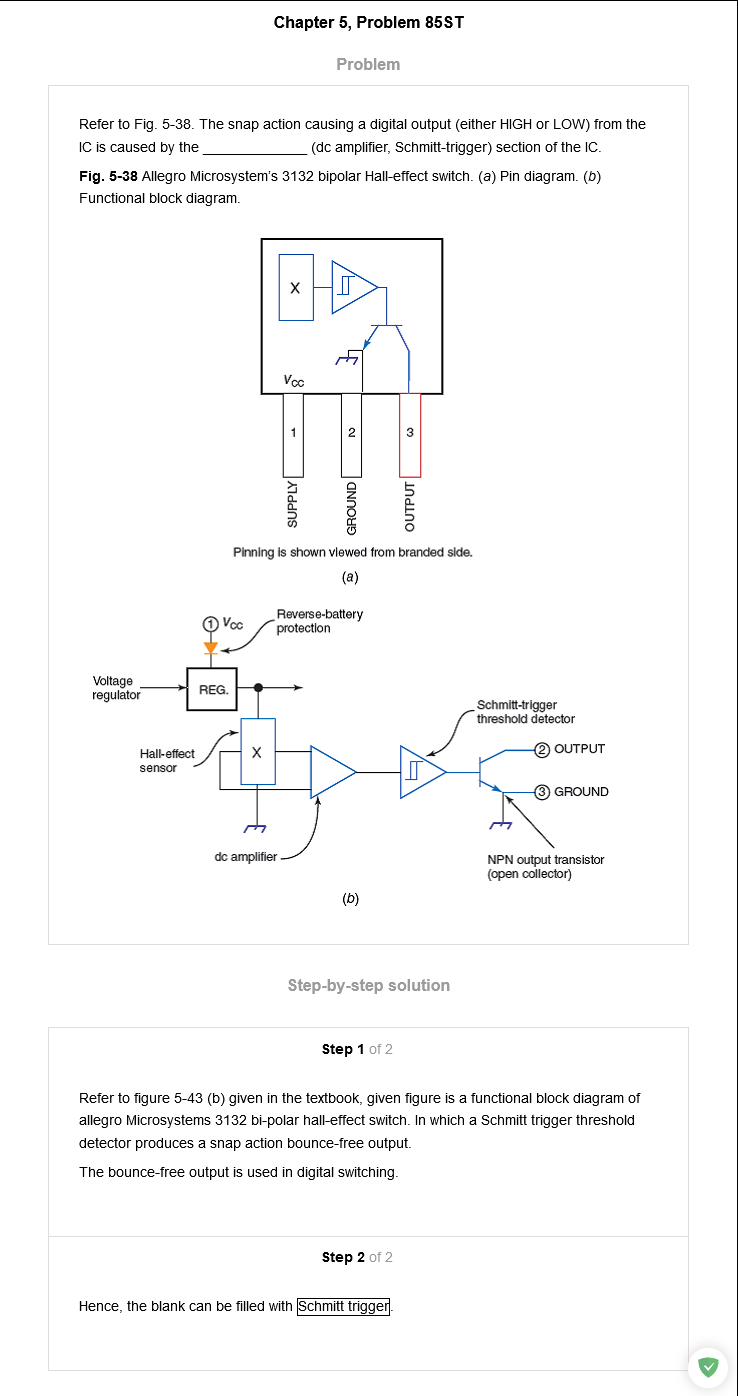 Chapter 5, Problem 85ST
Problem
Refer to Fig. 5-38. The snap action causing a digital output (either HIGH or LOW) from the
IC is caused by the _____________ (dc amplifier, Schmitt-trigger) section of the IC.
Fig. 5-38 Allegro Microsystem's 3132 bipolar Hall-effect switch. (a) Pin diagram. (b)
Functional block diagram.
X
VCC
1
2
3
SUPPLY
GROUND
OUTPUT
Pinning is shown viewed from branded side.
(a)
1 VCC
Reverse-battery
protection
Voltage
regulator
REG.
Schmitt-trigger
threshold detector
Hall-effect
sensor
X
2 OUTPUT
3 GROUND
dc amplifier
NPN output transistor
(open collector)
(b)
Step-by-step solution
Step 1 of 2
Refer to figure 5-43 (b) given in the textbook, given figure is a functional block diagram of
allegro Microsystems 3132 bi-polar hall-effect switch. In which a Schmitt trigger threshold
detector produces a snap action bounce-free output.
The bounce-free output is used in digital switching.
Step 2 of 2
Hence, the blank can be filled with Schmitt trigger.